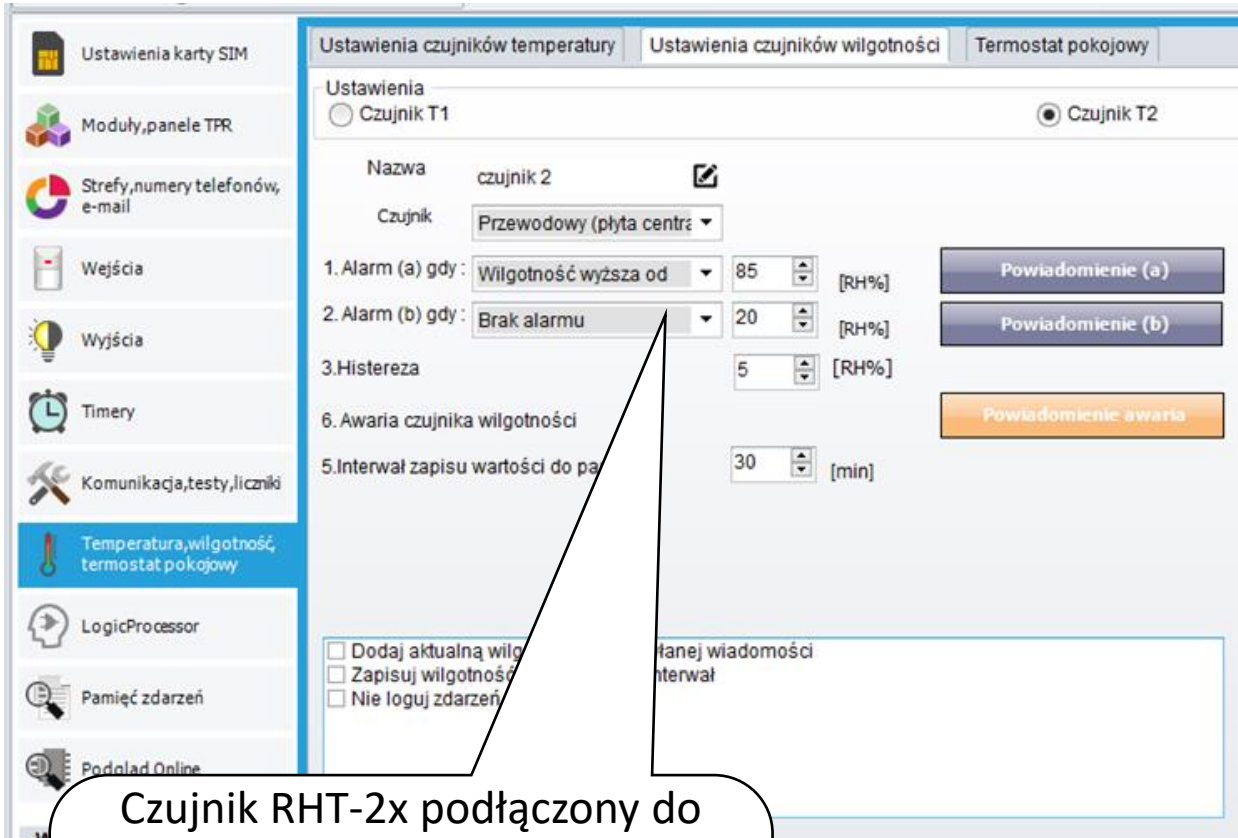 Ustawienia karty SIM
Moduły,panele TPR
Strefy,numery telefonów,
e-mail
Wejścia
Wyjścia
Timery
Komunikacja,testy,liczniki
Temperatura,wilgotność,
termostat pokojowy
LogicProcessor
Pamięć zdarzeń
Podgląd Online
Ustawienia czujników temperatury
Ustawienia czujników wilgotności
Termostat pokojowy
Ustawienia
Czujnik T1
Czujnik T2
Nazwa
czujnik 2
Czujnik
Przewodowy (płyta centra
1. Alarm (a) gdy :
Wilgotność wyższa od
85
[RH%]
Powiadomienie (a)
2. Alarm (b) gdy :
Brak alarmu
20
[RH%]
Powiadomienie (b)
3.Histereza
5
[RH%]
6. Awaria czujnika wilgotności
Powiadomienie awaria
5.Interwał zapisu wartości do pa
30
[min]
Dodaj aktualną wilg
łanej wiadomości
Zapisuj wilgotność
nterwał
Nie loguj zdarzeń
Czujnik RHT-2x podłączony do